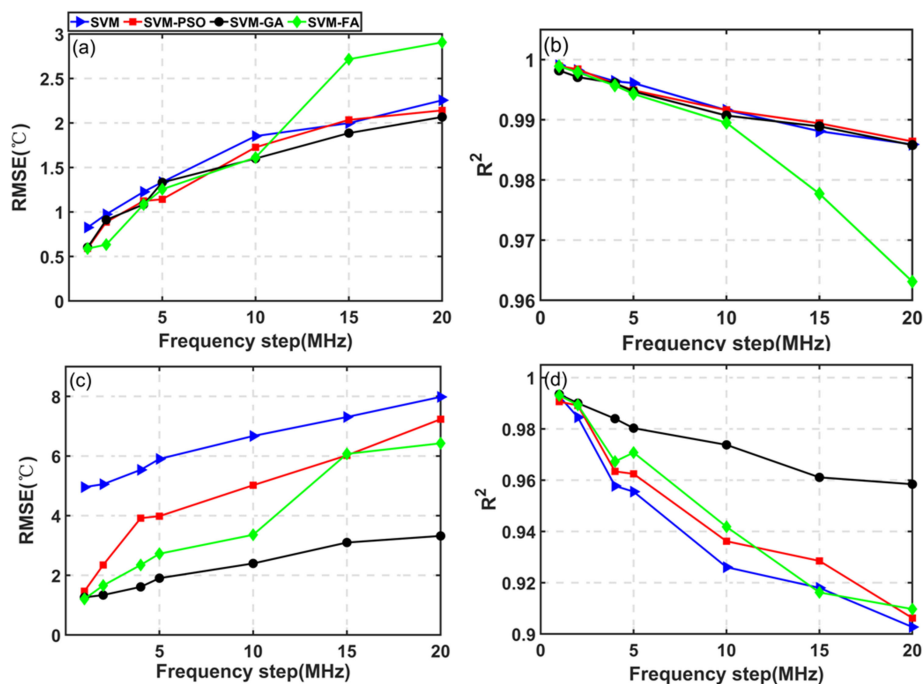 SVM SVM-PSO SVM-GA SVM-FA
(a)
RMSE(℃)
3
2.5
2
1.5
1
0.5
0
5 10 15 20
Frequency step(MHz)
(b)
R²
1
0.99
0.98
0.97
0.96
0 5 10 15 20
Frequency step(MHz)
(c)
RMSE(℃)
8
6
4
2
0
5 10 15 20
Frequency step(MHz)
(d)
R²
1
0.98
0.96
0.94
0.92
0.9
0 5 10 15 20
Frequency step(MHz)